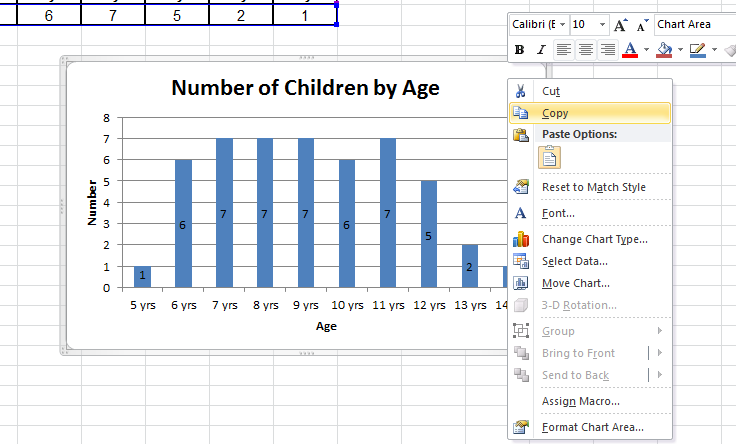 6 7 5 2 1
Calibri (E 10 A A Chart Area
B I A
Number of Children by Age
8
7
6
5
4
3
2
1
0
Number
1 6 7 7 7 6 7 5 2
5 yrs 6 yrs 7 yrs 8 yrs 9 yrs 10 yrs 11 yrs 12 yrs 13 yrs 14
Age
Cut
Copy
Paste Options:
Reset to Match Style
A Font...
Change Chart Type...
Select Data...
Move Chart...
3-D Rotation...
Group
Bring to Front
Send to Back
Assign Macro...
Format Chart Area...